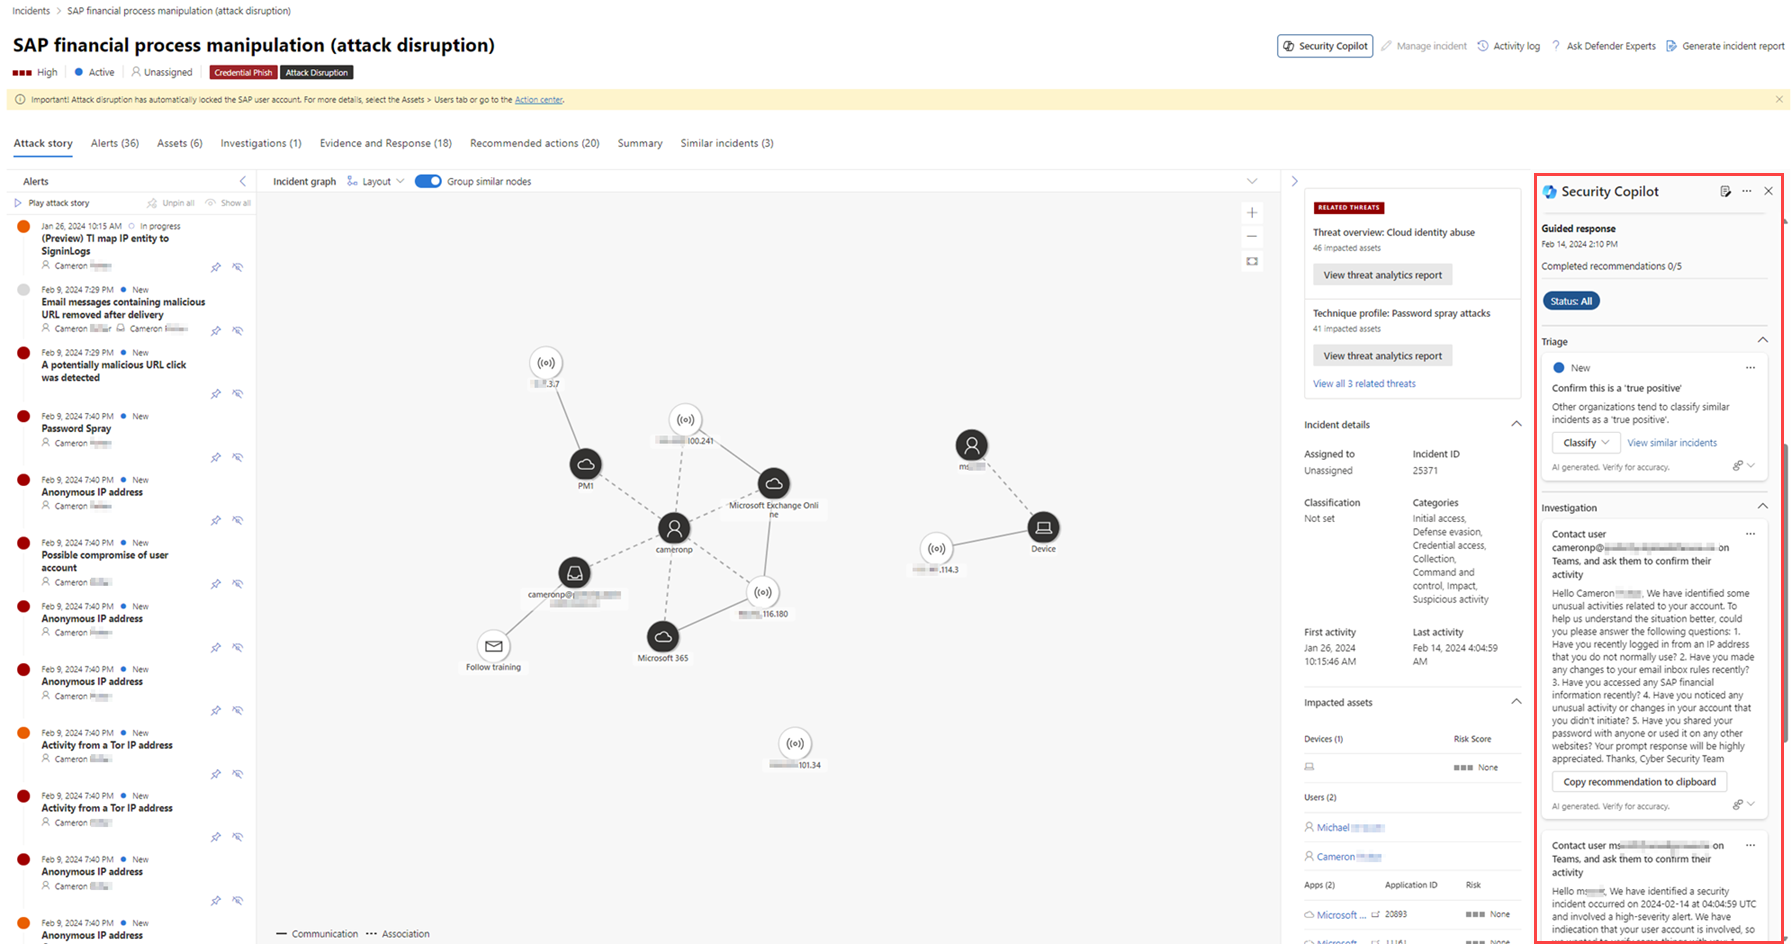 Incidents > SAP financial process manipulation (attack disruption)
SAP financial process manipulation (attack disruption)
Security Copilot
Manage incident
Activity log
? Ask Defender Experts
Generate incident report
High
Active
Unassigned
Credential Phish
Attack Disruption
Important! Attack disruption has automatically locked the SAP user account. For more details, select the Assets > Users tab or go to the Action center.
Attack story
Alerts (36)
Assets (6)
Investigations (1)
Evidence and Response (18)
Recommended actions (20)
Summary
Similar incidents (3)
Alerts
Play attack story
Unpin all
Show all
Jan 26, 2024 10:15 AM In progress
(Preview) TI map IP entity to
SigninLogs
Cameron
Feb 9, 2024 7:29 PM New
Email messages containing malicious
URL removed after delivery
Cameron Cameron
Feb 9, 2024 7:29 PM New
A potentially malicious URL click
was detected
Feb 9, 2024 7:40 PM New
Password Spray
Cameron
Feb 9, 2024 7:40 PM New
Anonymous IP address
Cameron
Feb 9, 2024 7:40 PM New
Possible compromise of user
account
Cameron
Feb 9, 2024 7:40 PM New
Anonymous IP address
Cameron
Feb 9, 2024 7:40 PM New
Anonymous IP address
Cameron
Feb 9, 2024 7:40 PM New
Activity from a Tor IP address
Cameron
Feb 9, 2024 7:40 PM New
Activity from a Tor IP address
Cameron
Feb 9, 2024 7:40 PM New
Anonymous IP address
Cameron
Feb 9, 2024 7:40 PM New
Anonymous IP address
Incident graph
Layout
Group similar nodes
.3.7
100.241
PM1
Microsoft Exchange Onli
ne
cameronp
cameronp@
.116.180
Follow training
Microsoft 365
ms
Device
.114.3
101.34
Communication
Association
RELATED THREATS
Threat overview: Cloud identity abuse
46 impacted assets
View threat analytics report
Technique profile: Password spray attacks
41 impacted assets
View threat analytics report
View all 3 related threats
Incident details
Assigned to
Unassigned
Incident ID
25371
Classification
Not set
Categories
Initial access,
Defense evasion,
Credential access,
Collection,
Command and
control, Impact,
Suspicious activity
First activity
Jan 26, 2024
10:15:46 AM
Last activity
Feb 14, 2024 4:04:59
AM
Impacted assets
Devices (1)
Risk Score
None
Users (2)
Michael
Cameron
Apps (2)
Application ID
Risk
Microsoft ... 20893 None
Microsoft None
Security Copilot
Guided response
Feb 14, 2024 2:10 PM
Completed recommendations 0/5
Status: All
Triage
New
Confirm this is a 'true positive'
Other organizations tend to classify similar
incidents as a 'true positive'.
Classify
View similar incidents
AI generated. Verify for accuracy.
Investigation
Contact user
cameronp@ on
Teams, and ask them to confirm their
activity
Hello Cameron , We have identified some
unusual activities related to your account. To
help us understand the situation better, could
you please answer the following questions: 1.
Have you recently logged in from an IP address
that you do not normally use? 2. Have you made
any changes to your email inbox rules recently?
3. Have you accessed any SAP financial
information recently? 4. Have you noticed any
unusual activity or changes in your account that
you didn't initiate? 5. Have you shared your
password with anyone or used it on any other
websites? Your prompt response will be highly
appreciated. Thanks, Cyber Security Team
Copy recommendation to clipboard
AI generated. Verify for accuracy.
Contact user ms on
Teams, and ask them to confirm their
activity
Hello ms , We have identified a security
incident occurred on 2024-02-14 at 04:04:59 UTC
and involved a high-severity alert. We have
indiecation that your user account is involved, so